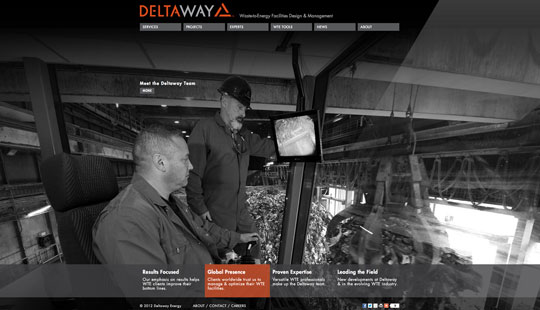 DELTAWAY Waste-to-Energy Facilities Design & Management
SERVICES PROJECTS EXPERTS WTE TOOLS NEWS ABOUT
Meet the Deltaway Team
MORE
Results Focused
Our emphasis on results helps
WTE clients improve their
bottom lines.
Global Presence
Clients worldwide trust us to
manage & optimize their WTE
facilities.
Proven Expertise
Versatile WTE professionals
make up the Deltaway team.
Leading the Field
New developments at Deltaway
& in the evolving WTE industry.
© 2012 Deltaway Energy ABOUT / CONTACT / CAREERS